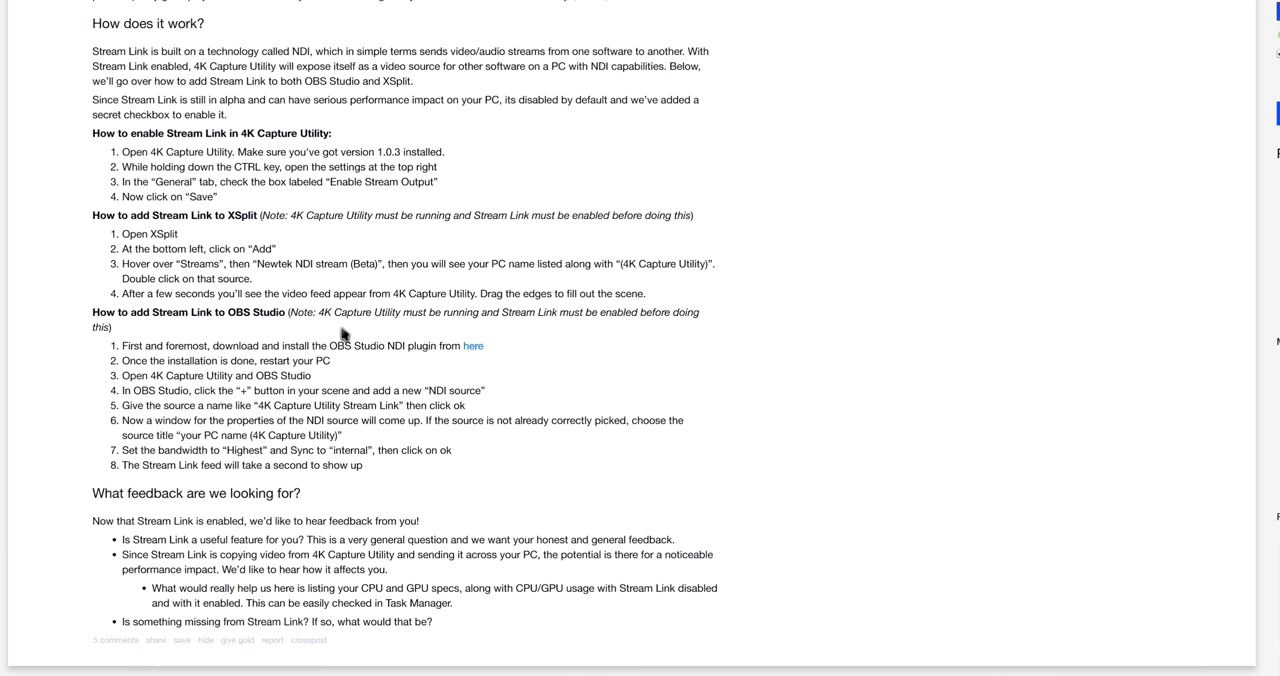 How does it work?
Stream Link is built on a technology called NDI, which in simple terms sends video/audio streams from one software to another. With
Stream Link enabled, 4K Capture Utility will expose itself as a video source for other software on a PC with NDI capabilities. Below,
we'll go over how to add Stream Link to both OBS Studio and XSplit.
Since Stream Link is still in alpha and can have serious performance impact on your PC, its disabled by default and we've added a
secret checkbox to enable it.
How to enable Stream Link in 4K Capture Utility:
1. Open 4K Capture Utility. Make sure you've got version 1.0.3 installed.
2. While holding down the CTRL key, open the settings at the top right
3. In the “General” tab, check the box labeled “Enable Stream Output”
4. Now click on “Save”
How to add Stream Link to XSplit (Note: 4K Capture Utility must be running and Stream Link must be enabled before doing this)
1. Open XSplit
2. At the bottom left, click on “Add”
3. Hover over “Streams”, then “Newtek NDI stream (Beta)”, then you will see your PC name listed along with “(4K Capture Utility)”.
Double click on that source.
4. After a few seconds you'll see the video feed appear from 4K Capture Utility. Drag the edges to fill out the scene.
How to add Stream Link to OBS Studio (Note: 4K Capture Utility must be running and Stream Link must be enabled before doing
this)
1. First and foremost, download and install the OBS Studio NDI plugin from here
2. Once the installation is done, restart your PC
3. Open 4K Capture Utility and OBS Studio
4. In OBS Studio, click the “+” button in your scene and add a new “NDI source”
5. Give the source a name like “4K Capture Utility Stream Link” then click ok
6. Now a window for the properties of the NDI source will come up. If the source is not already correctly picked, choose the
source title “your PC name (4K Capture Utility)”
7. Set the bandwidth to “Highest” and Sync to “internal”, then click on ok
8. The Stream Link feed will take a second to show up
What feedback are we looking for?
Now that Stream Link is enabled, we'd like to hear feedback from you!
• Is Stream Link a useful feature for you? This is a very general question and we want your honest and general feedback.
• Since Stream Link is copying video from 4K Capture Utility and sending it across your PC, the potential is there for a noticeable
performance impact. We'd like to hear how it affects you.
• What would really help us here is listing your CPU and GPU specs, along with CPU/GPU usage with Stream Link disabled
and with it enabled. This can be easily checked in Task Manager.
• Is something missing from Stream Link? If so, what would that be?
5 comments share save hide give gold report crosspost